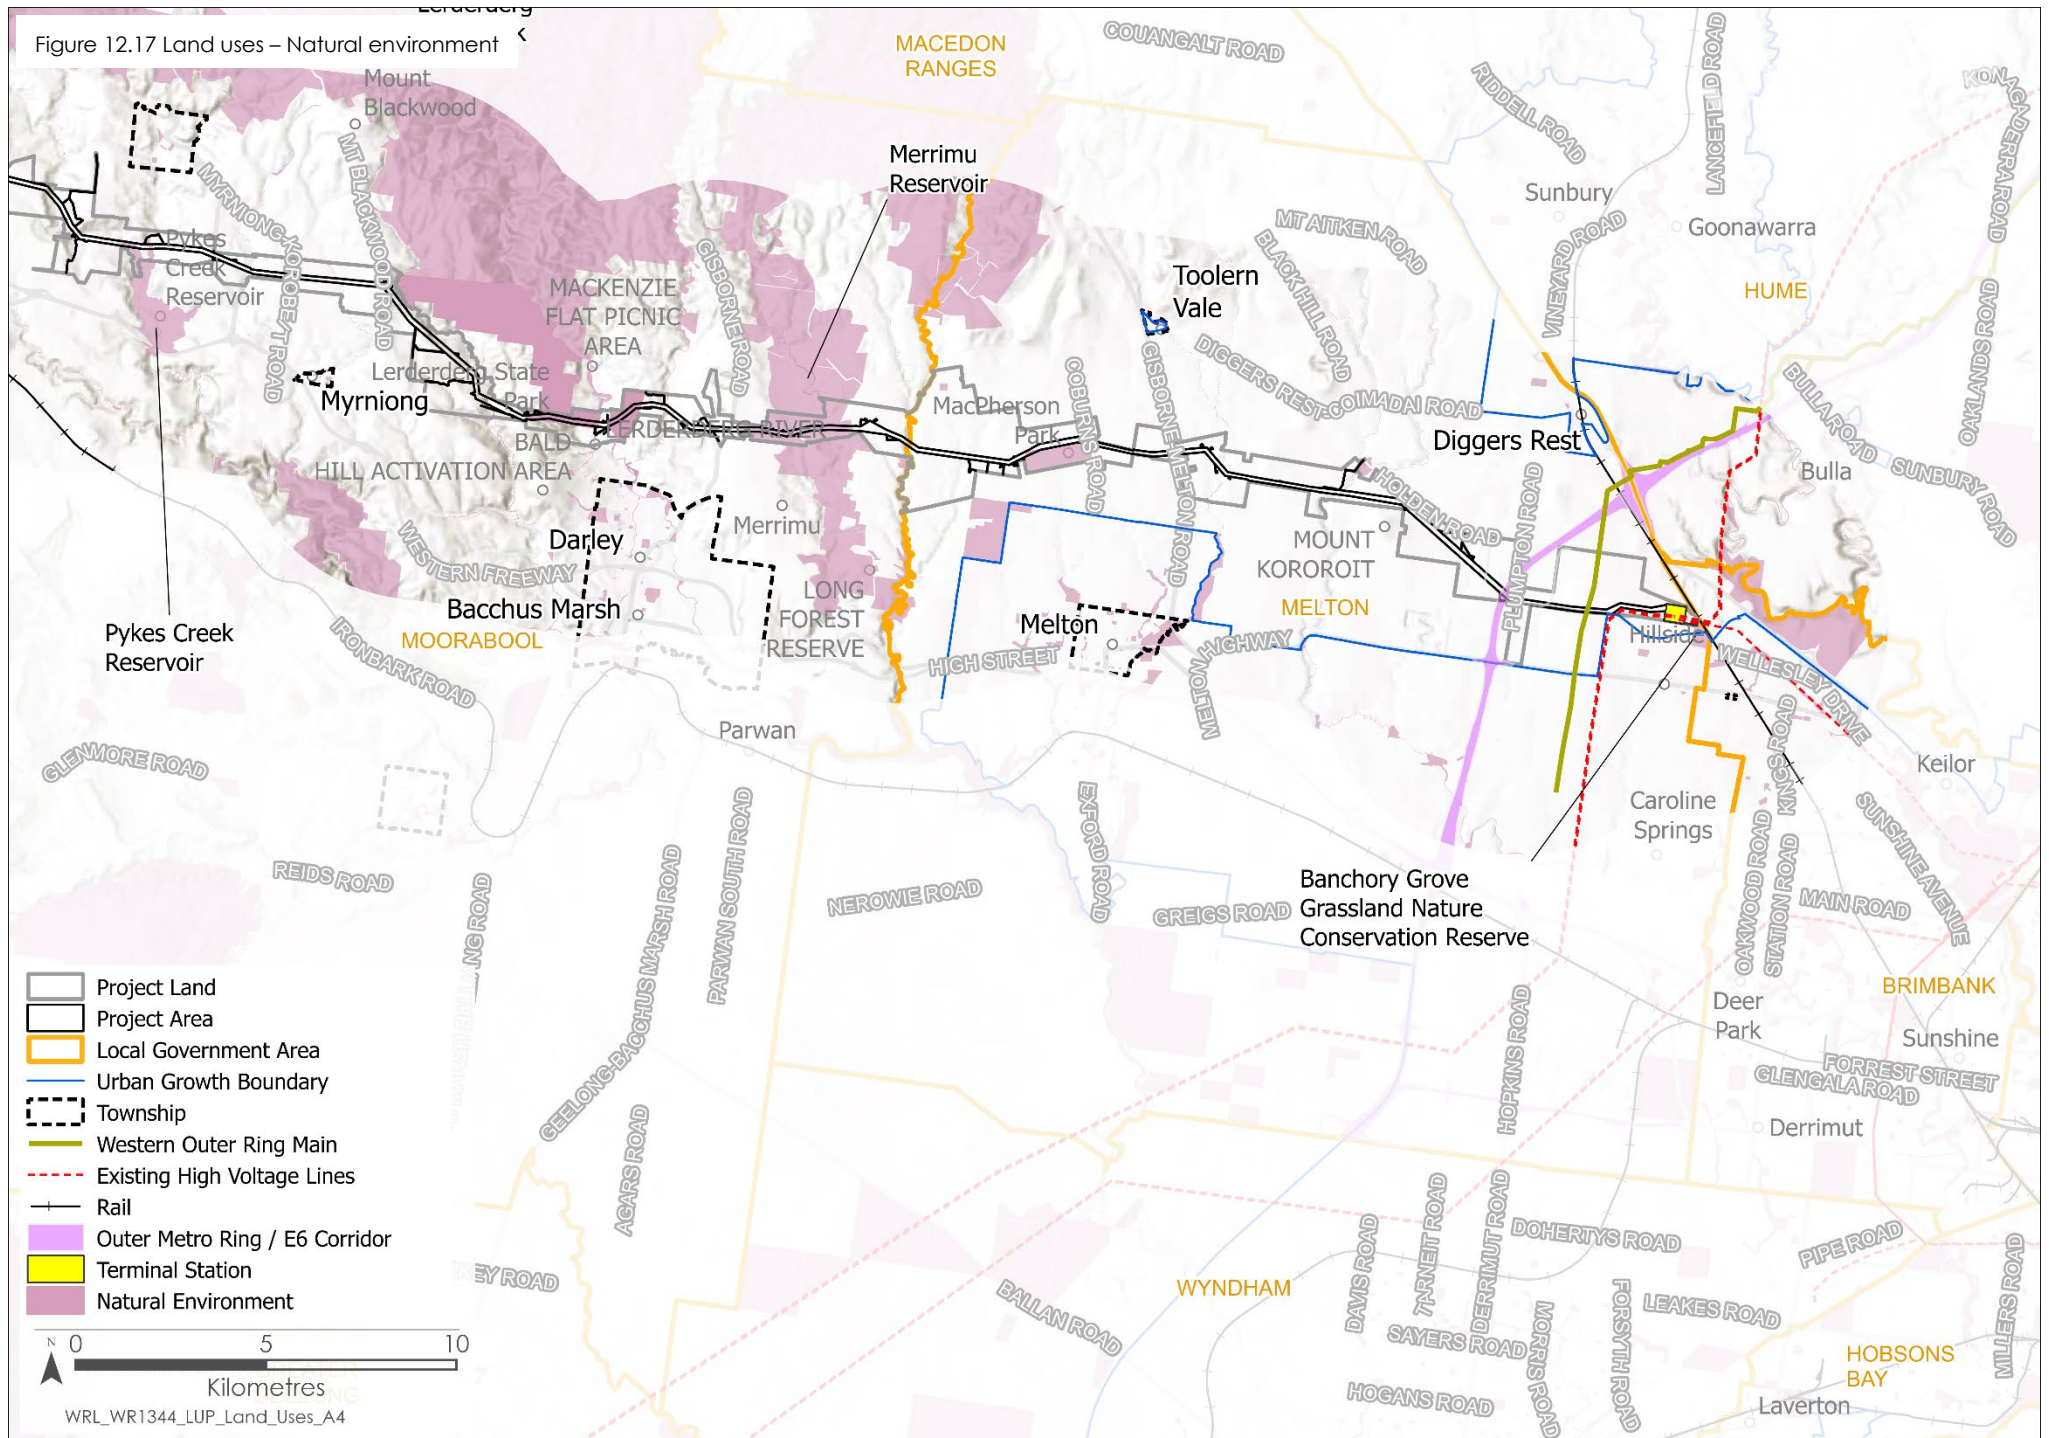 Lerderderg
k
Figure 12.17 Land uses – Natural environment
MACEDON
RANGES
COUANGALT ROAD
RIDDELL ROAD
LANCEFIELD ROAD
KONAGADERRA ROAD
Mount
Blackwood
MT BLACKWOOD ROAD
MYRNIONG-KOROBEIT ROAD
Merrimu
Reservoir
Sunbury
Goonawarra
MT AITKEN ROAD
BLACK HILL ROAD
VINEYARD ROAD
HUME
OAKLANDS ROAD
Pykes
Creek
Reservoir
GISBORNE ROAD
MACKENZIE
FLAT PICNIC
AREA
Toolern
Vale
DIGGERS REST-COIMADAI ROAD
COBURNS ROAD
GISBORNE-MELTON ROAD
Lerderderg State
Park
Myrniong
MacPherson
Park
BULLA ROAD
SUNBURY ROAD
Diggers Rest
Bulla
BALD
HILL ACTIVATION AREA
LERDERDERG RIVER
HOLDEN ROAD
PLUMPTON ROAD
Merrimu
Darley
WESTERN FREEWAY
MOUNT
KOROROIT
MELTON
LONG
FOREST
RESERVE
Bacchus Marsh
MOORABOOL
IRONBARK ROAD
Melton
HIGH STREET
MELTON HIGHWAY
Hillside
WELLESLEY DRIVE
Pykes Creek
Reservoir
Parwan
GLENMORE ROAD
Keilor
KINGS ROAD
Caroline
Springs
SUNSHINE AVENUE
EXFORD ROAD
REIDS ROAD
NEROWIE ROAD
GREIGS ROAD
Banchory Grove
Grassland Nature
Conservation Reserve
MAIN ROAD
OAKWOOD ROAD
STATION ROAD
PARWAN SOUTH ROAD
GEELONG-BACCHUS MARSH ROAD
BRIMBANK
Deer
Park
Sunshine
HOPKINS ROAD
FORREST STREET
GLENGALA ROAD
Derrimut
AGARS ROAD
WYNDHAM
BALLAN ROAD
DAVIS ROAD
TARNEIT ROAD
DERRIMUT ROAD
DOHERTYS ROAD
PIPE ROAD
MILLERS ROAD
SAYERS ROAD
MORRIS ROAD
FORSYTH ROAD
LEAKES ROAD
HOGANS ROAD
HOBSONS
BAY
Laverton
Project Land
Project Area
Local Government Area
Urban Growth Boundary
Township
Western Outer Ring Main
Existing High Voltage Lines
Rail
Outer Metro Ring / E6 Corridor
Terminal Station
Natural Environment
N
0 5 10
Kilometres
WRL_WR1344_LUP_Land_Uses_A4